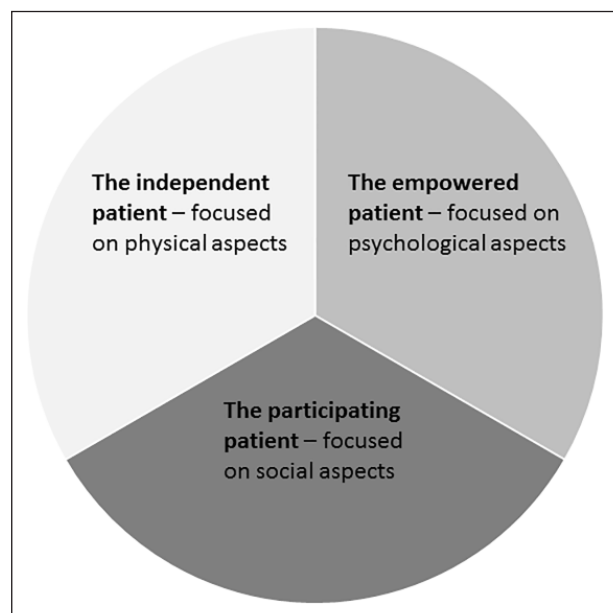 The independent
patient – focused
on physical aspects
The empowered
patient – focused on
psychological aspects
The participating
patient – focused
on social aspects